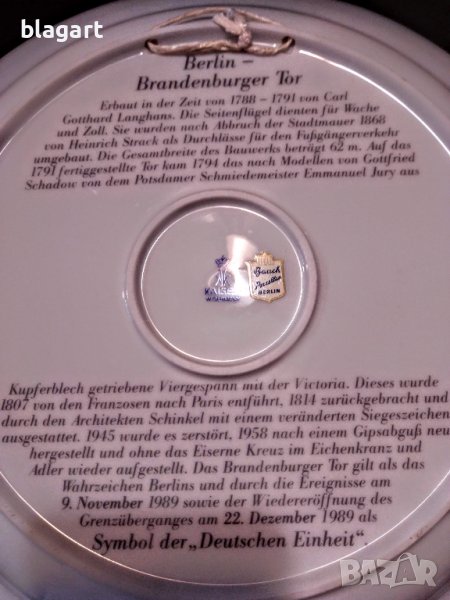 blagart
Berlin –
Brandenburger Tor
Erbaut in der Zeit von 1788 – 1791 von Carl
Gotthard Langhans. Die Seitenflügel dienten für Wache
und Zoll. Sie wurden nach Abbruch der Stadtmauer 1868
von Heinrich Strack als Durchlässe für den Fußgängerverkehr
umgebaut. Die Gesamtbreite des Bauwerks beträgt 62 m. Auf das
1791 fertiggestellte Tor kam 1794 das nach Modellen von Gottfried
Schadow von dem Potsdamer Schmiedemeister Emmanuel Jury aus
KAISER
W. GERMANY
BERLIN
Kupferblech getriebene Viergespann mit der Victoria. Dieses wurde
1807 von den Franzosen nach Paris entführt, 1814 zurückgebracht und
durch den Architekten Schinkel mit einem veränderten Siegeszeichen
ausgestattet. 1945 wurde es zerstört, 1958 nach einem Gipsabguß neu
hergestellt und ohne das Eiserne Kreuz im Eichenkranz und
Adler wieder aufgestellt. Das Brandenburger Tor gilt als das
Wahrzeichen Berlins und durch die Ereignisse am
9. November 1989 sowie der Wiedereröffnung des
Grenzüberganges am 22. Dezember 1989 als
Symbol der „Deutschen Einheit“.
BAZAR